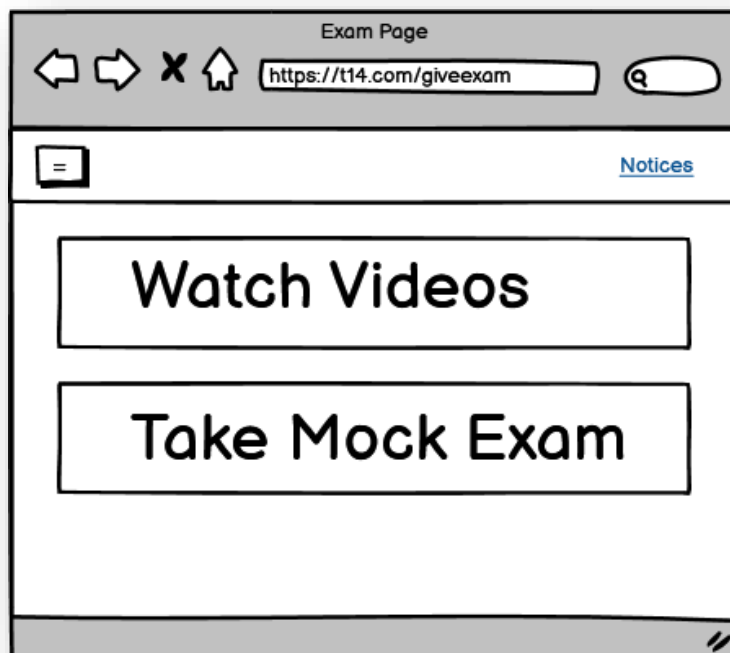 Exam Page
https://t14.com/giveexam
=
Notices
Watch Videos
Take Mock Exam